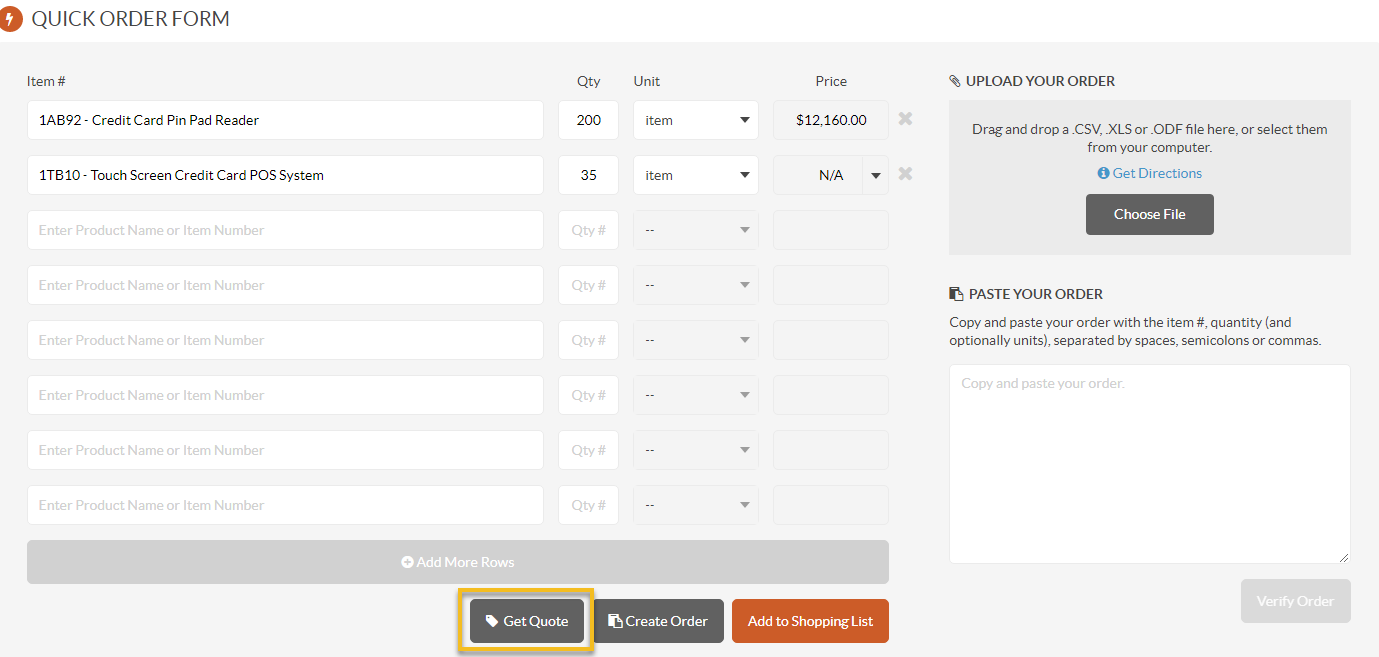 QUICK ORDER FORM
Item # Qty Unit Price
1AB92 - Credit Card Pin Pad Reader 200 item $12,160.00
1TB10 - Touch Screen Credit Card POS System 35 item N/A
Enter Product Name or Item Number Qty # --
Enter Product Name or Item Number Qty # --
Enter Product Name or Item Number Qty # --
Enter Product Name or Item Number Qty # --
Enter Product Name or Item Number Qty # --
Enter Product Name or Item Number Qty # --
Add More Rows
Get Quote Create Order Add to Shopping List
UPLOAD YOUR ORDER
Drag and drop a .CSV, .XLS or .ODF file here, or select them
from your computer.
Get Directions
Choose File
PASTE YOUR ORDER
Copy and paste your order with the item #, quantity (and
optionally units), separated by spaces, semicolons or commas.
Copy and paste your order.
Verify Order